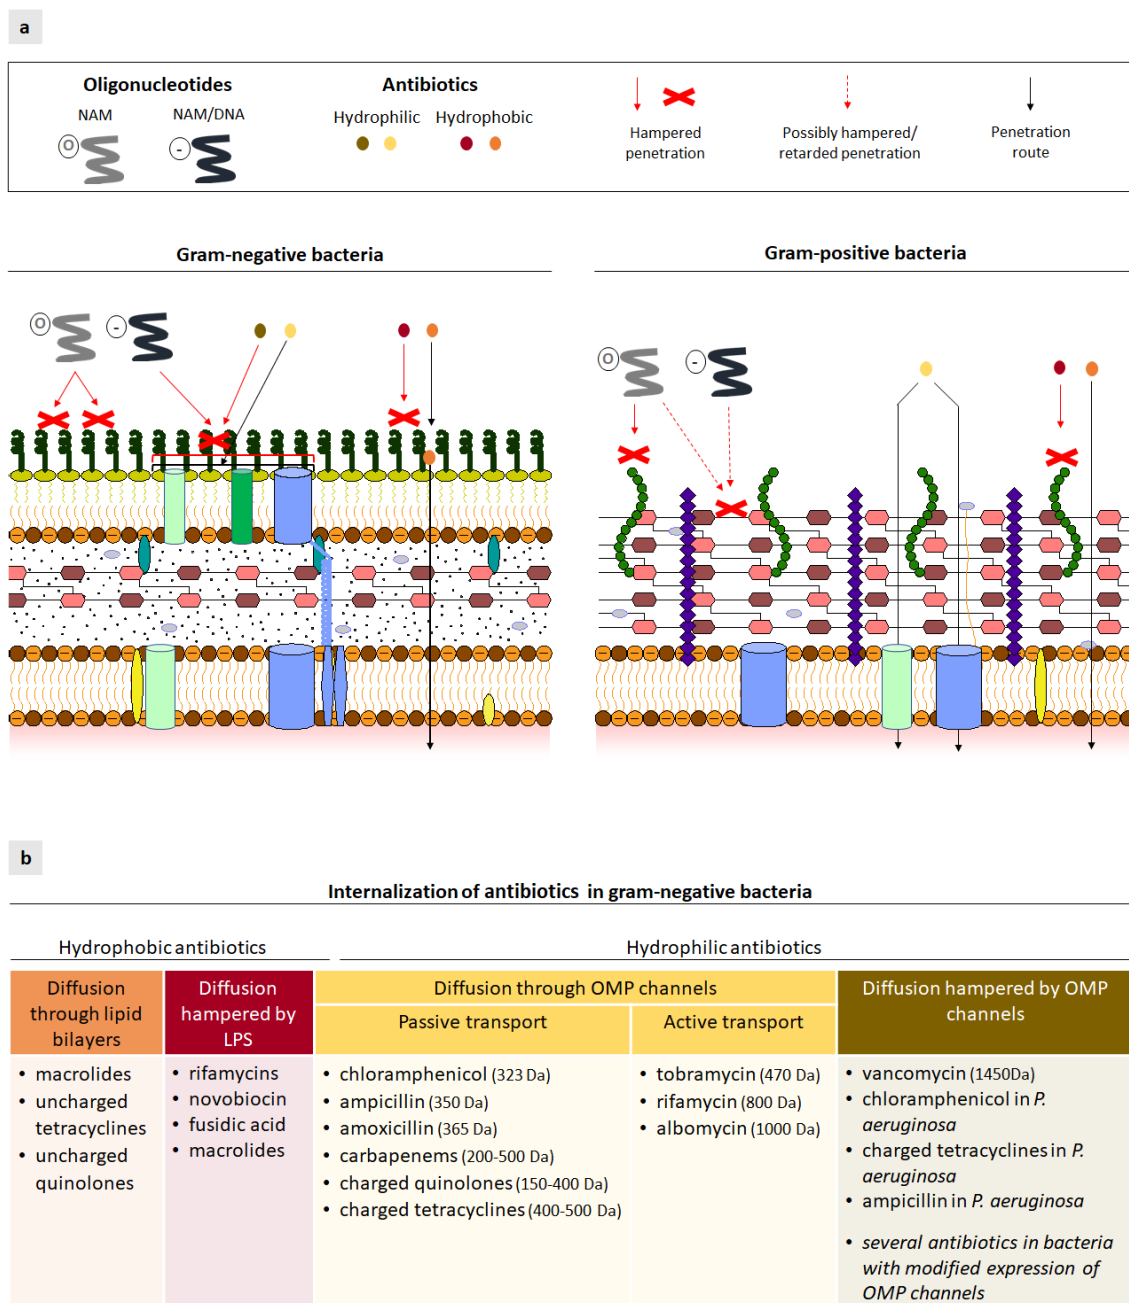 a
Oligonucleotides
Antibiotics
NAM
NAM/DNA
Hydrophilic
Hydrophobic
O
-
Hampered
penetration
Possibly hampered/
retarded penetration
Penetration
route
Gram-negative bacteria
Gram-positive bacteria
O
-
O
-
b
Internalization of antibiotics in gram-negative bacteria
Hydrophobic antibiotics
Hydrophilic antibiotics
Diffusion
through lipid
bilayers
Diffusion
hampered by
LPS
Diffusion through OMP channels
Passive transport
Active transport
Diffusion hampered by OMP
channels
• macrolides
• uncharged
tetracyclines
• uncharged
quinolones
• rifamycins
• novobiocin
• fusidic acid
• macrolides
• chloramphenicol (323 Da)
• ampicillin (350 Da)
• amoxicillin (365 Da)
• carbapenems (200-500 Da)
• charged quinolones (150-400 Da)
• charged tetracyclines (400-500 Da)
• tobramycin (470 Da)
• rifamycin (800 Da)
• albomycin (1000 Da)
• vancomycin (1450Da)
• chloramphenicol in P.
aeruginosa
• charged tetracyclines in P.
aeruginosa
• ampicillin in P. aeruginosa
• several antibiotics in bacteria
with modified expression of
OMP channels